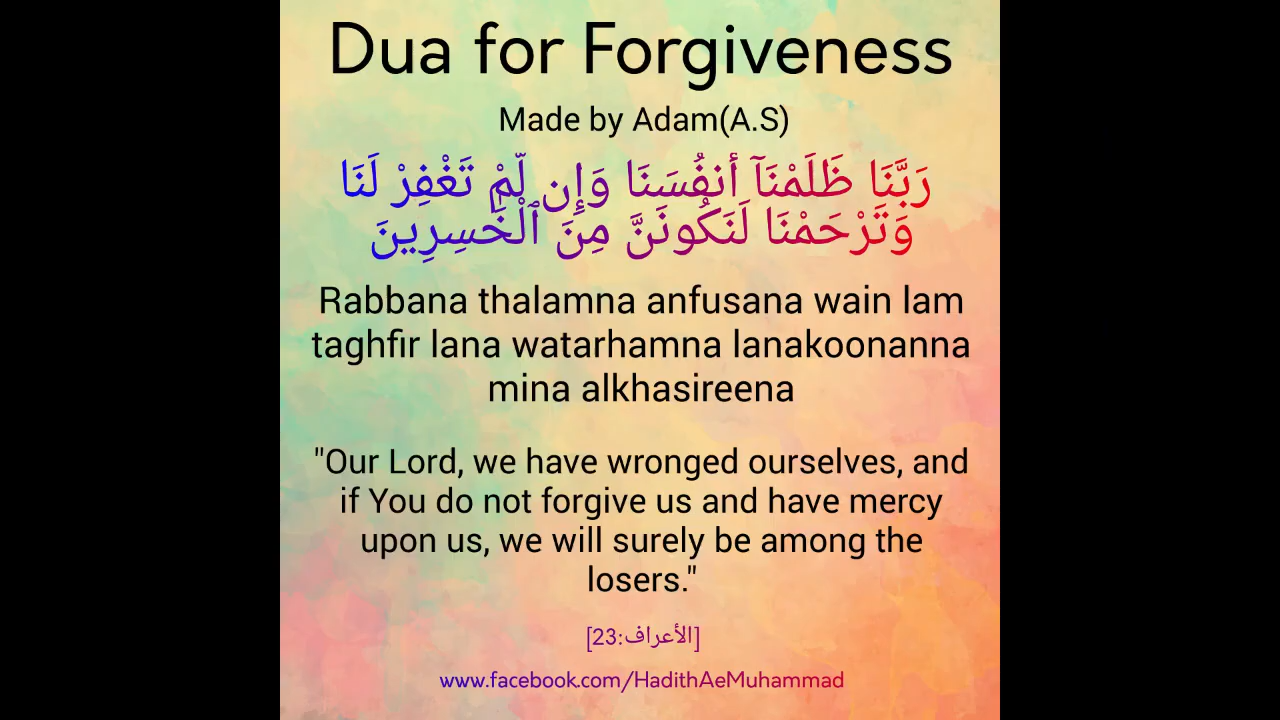 Dua for Forgiveness
Made by Adam(A.S)
رَبَّنَا ظَلَمْنَآ أَنفُسَنَا وَإِن لَّمْ تَغْفِرْ لَنَا
وَتَرْحَمْنَا لَنَكُونَنَّ مِنَ ٱلْخَٰسِرِينَ
Rabbana thalamna anfusana wain lam
taghfir lana watarhamna lanakoonanna
mina alkhasireena
"Our Lord, we have wronged ourselves, and
if You do not forgive us and have mercy
upon us, we will surely be among the
losers."
[الأعراف:23]
www.facebook.com/HadithAeMuhammad